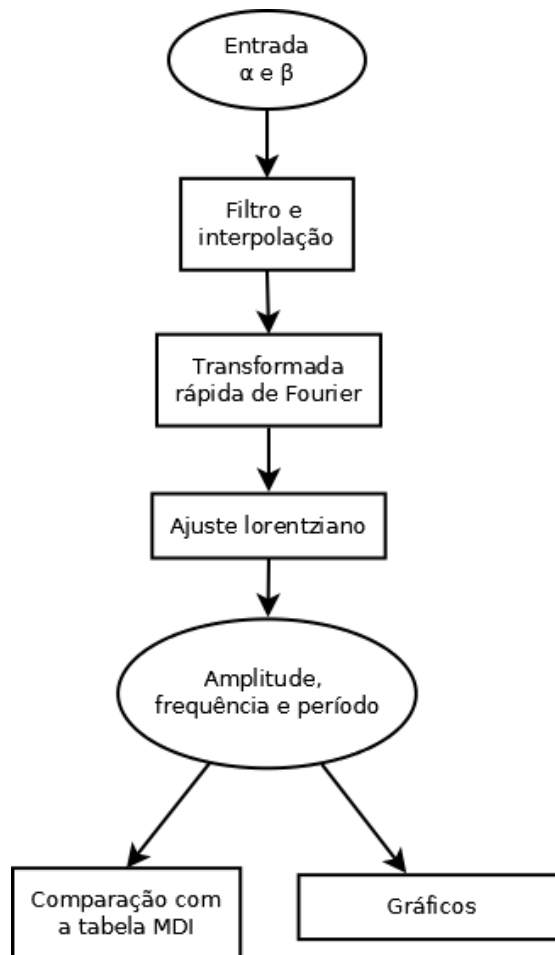 Entrada
α e β
Filtro e
interpolação
Transformada
rápida de Fourier
Ajuste lorentziano
Amplitude,
frequência e período
Comparação com
a tabela MDI
Gráficos